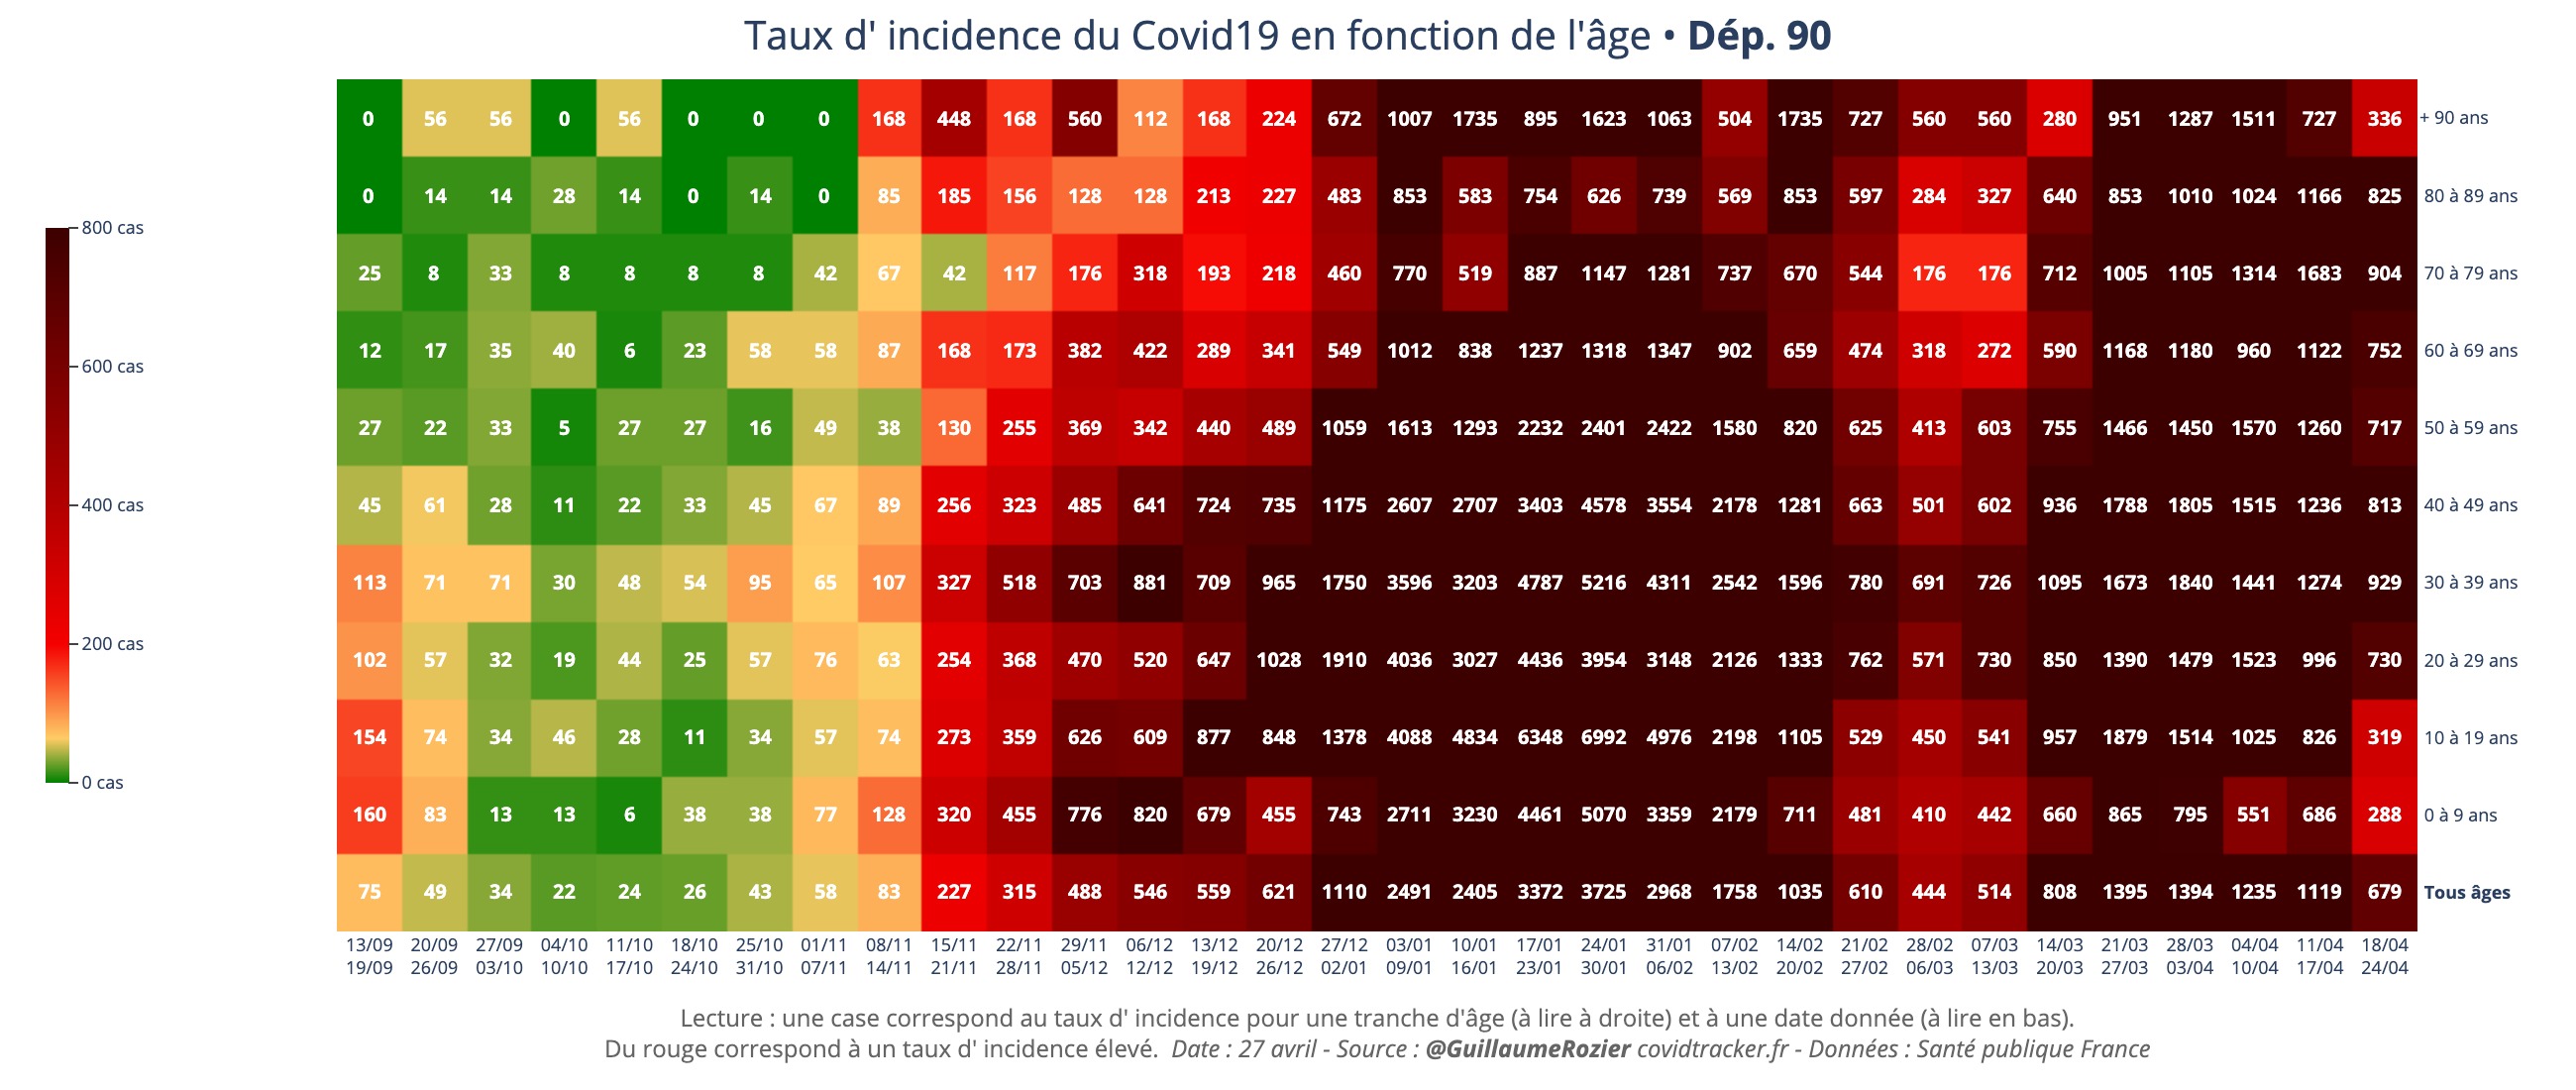 Taux d' incidence du Covid19 en fonction de l'âge • Dép. 90
800 cas
600 cas
400 cas
200 cas
0 cas
0 56 56 0 56 0 0 0 168 448 168 560 112 168 224 672 1007 1735 895 1623 1063 504 1735 727 560 560 280 951 1287 1511 727 336 + 90 ans
0 14 14 28 14 0 14 0 85 185 156 128 128 213 227 483 853 583 754 626 739 569 853 597 284 327 640 853 1010 1024 1166 825 80 à 89 ans
25 8 33 8 8 8 8 42 67 42 117 176 318 193 218 460 770 519 887 1147 1281 737 670 544 176 176 712 1005 1105 1314 1683 904 70 à 79 ans
12 17 35 40 6 23 58 58 87 168 173 382 422 289 341 549 1012 838 1237 1318 1347 902 659 474 318 272 590 1168 1180 960 1122 752 60 à 69 ans
27 22 33 5 27 27 16 49 38 130 255 369 342 440 489 1059 1613 1293 2232 2401 2422 1580 820 625 413 603 755 1466 1450 1570 1260 717 50 à 59 ans
45 61 28 11 22 33 45 67 89 256 323 485 641 724 735 1175 2607 2707 3403 4578 3554 2178 1281 663 501 602 936 1788 1805 1515 1236 813 40 à 49 ans
113 71 71 30 48 54 95 65 107 327 518 703 881 709 965 1750 3596 3203 4787 5216 4311 2542 1596 780 691 726 1095 1673 1840 1441 1274 929 30 à 39 ans
102 57 32 19 44 25 57 76 63 254 368 470 520 647 1028 1910 4036 3027 4436 3954 3148 2126 1333 762 571 730 850 1390 1479 1523 996 730 20 à 29 ans
154 74 34 46 28 11 34 57 74 273 359 626 609 877 848 1378 4088 4834 6348 6992 4976 2198 1105 529 450 541 957 1879 1514 1025 826 319 10 à 19 ans
160 83 13 13 6 38 38 77 128 320 455 776 820 679 455 743 2711 3230 4461 5070 3359 2179 711 481 410 442 660 865 795 551 686 288 0 à 9 ans
75 49 34 22 24 26 43 58 83 227 315 488 546 559 621 1110 2491 2405 3372 3725 2968 1758 1035 610 444 514 808 1395 1394 1235 1119 679 Tous âges
13/09 20/09 27/09 04/10 11/10 18/10 25/10 01/11 08/11 15/11 22/11 29/11 06/12 13/12 20/12 27/12 03/01 10/01 17/01 24/01 31/01 07/02 14/02 21/02 28/02 07/03 14/03 21/03 28/03 04/04 11/04 18/04
19/09 26/09 03/10 10/10 17/10 24/10 31/10 07/11 14/11 21/11 28/11 05/12 12/12 19/12 26/12 02/01 09/01 16/01 23/01 30/01 06/02 13/02 20/02 27/02 06/03 13/03 20/03 27/03 03/04 10/04 17/04 24/04
Lecture : une case correspond au taux d' incidence pour une tranche d'âge (à lire à droite) et à une date donnée (à lire en bas).
Du rouge correspond à un taux d' incidence élevé. Date : 27 avril - Source : @GuillaumeRozier covidtracker.fr - Données : Santé publique France